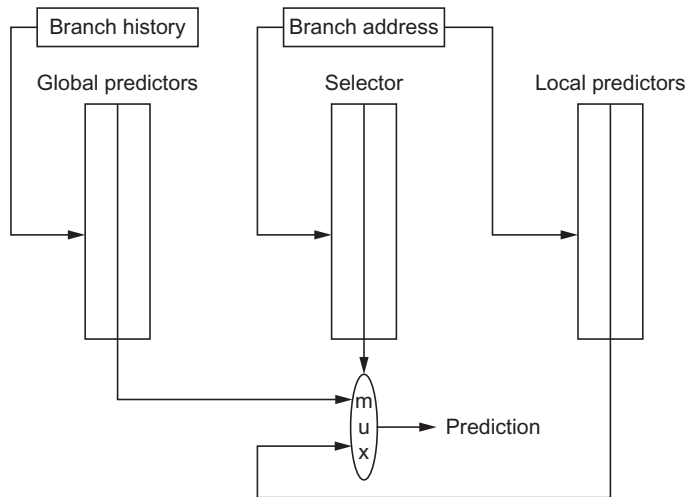 Branch history
Branch address
Global predictors
Selector
Local predictors
m
u
x
Prediction